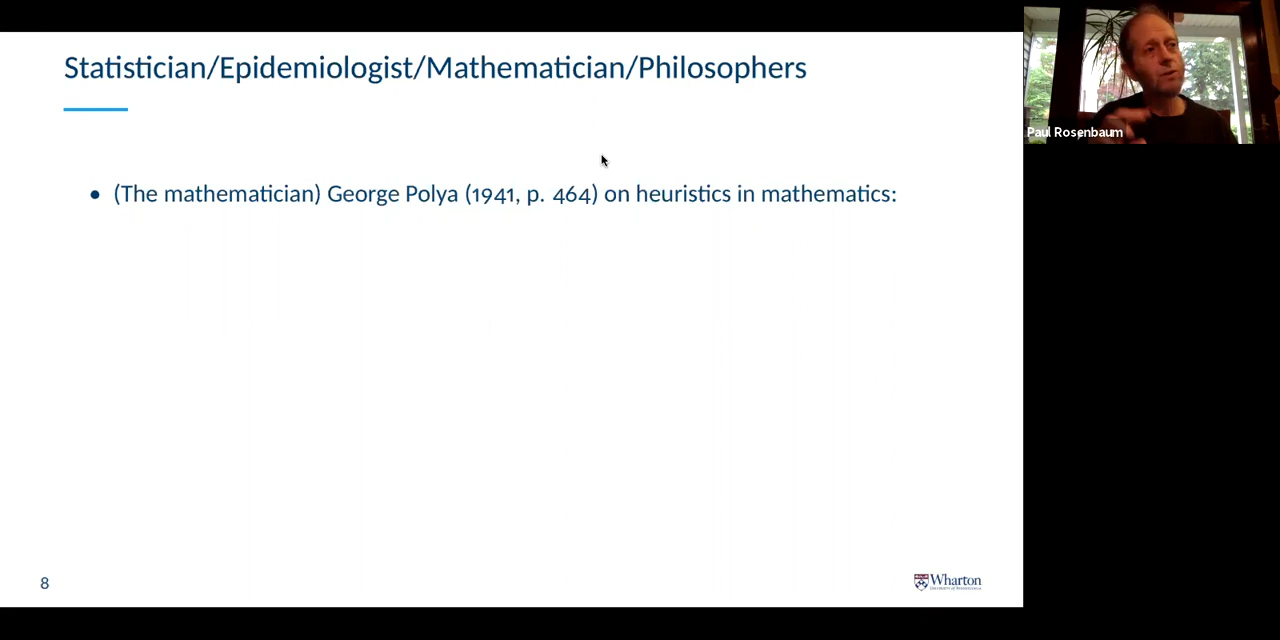 Statistician/Epidemiologist/Mathematician/Philosophers
Paul Rosenbaum
• (The mathematician) George Polya (1941, p. 464) on heuristics in mathematics:
8
Wharton
UNIVERSITY of PENNSYLVANIA